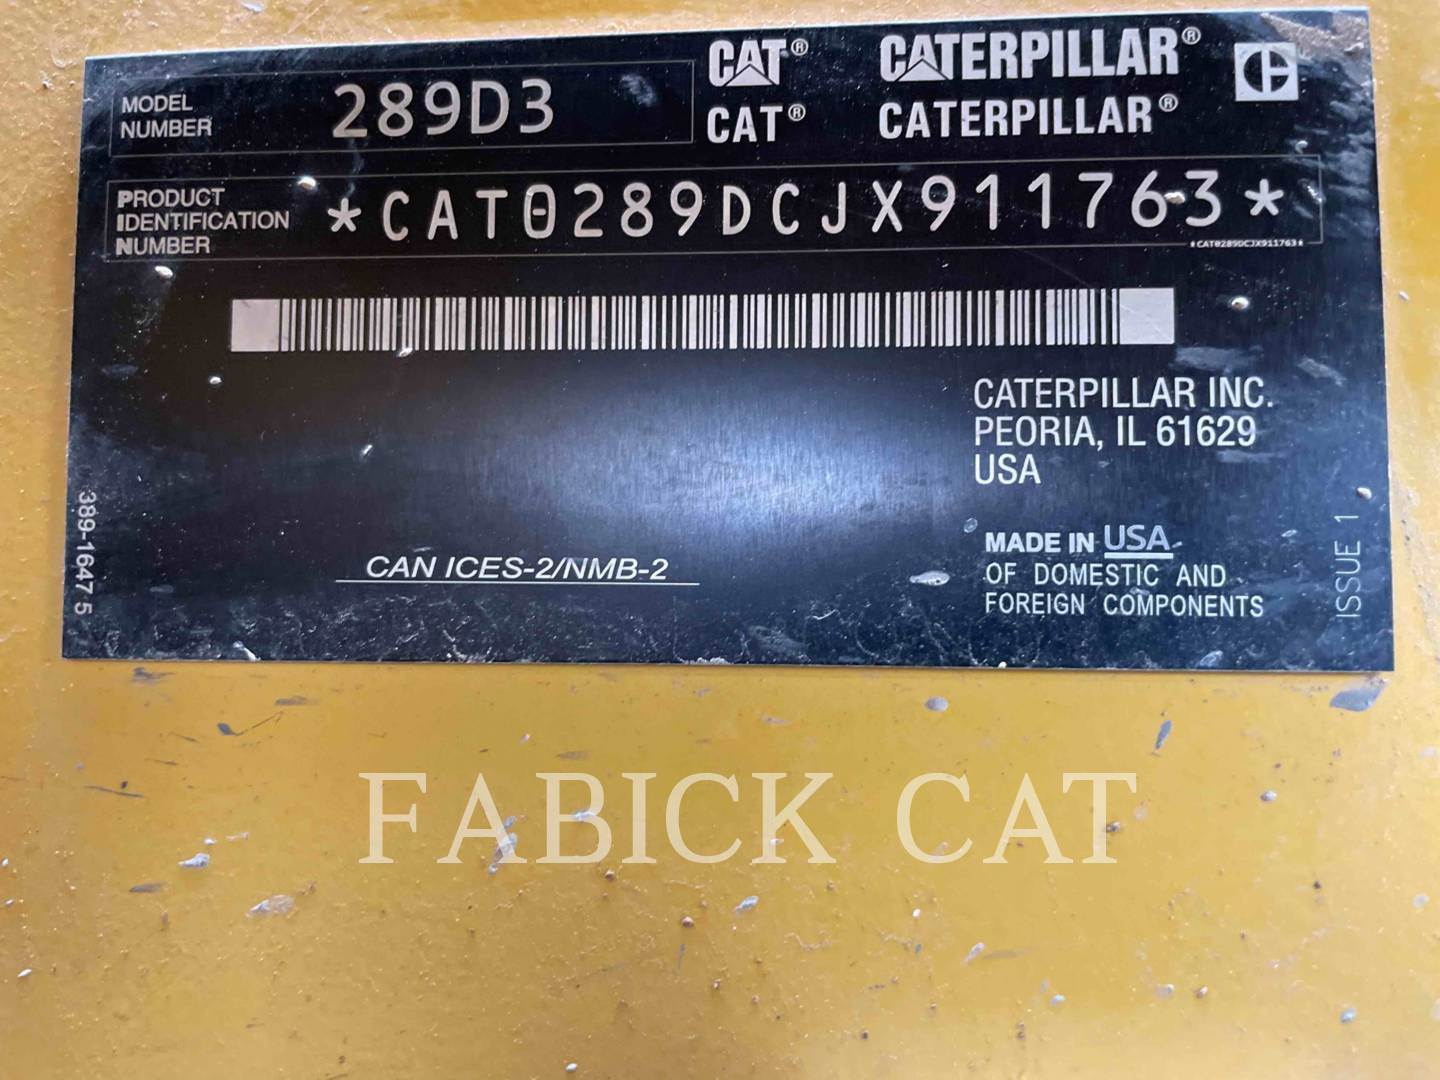 MODEL NUMBER 289D3
CAT® CATERPILLAR®
CAT® CATERPILLAR®
PRODUCT IDENTIFICATION NUMBER *CAT0289DCJX911763*
*CAT0289DCJX911763*
CATERPILLAR INC.
PEORIA, IL 61629
USA
CAN ICES-2/NMB-2
MADE IN USA
OF DOMESTIC AND
FOREIGN COMPONENTS
389-1647 5
ISSUE 1
FABICK CAT